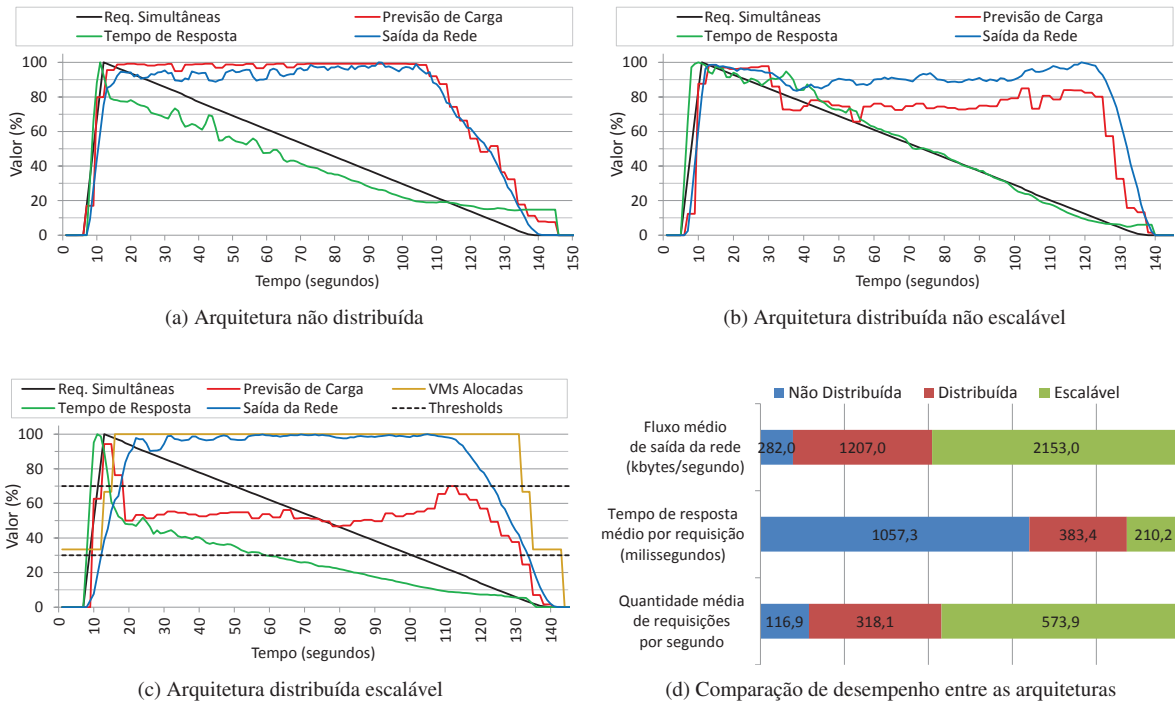 Req. Simultâneas
Previsão de Carga
Tempo de Resposta
Saída da Rede
Valor (%)
100
80
60
40
20
0
0 10 20 30 40 50 60 70 80 90 100 110 120 130 140 150
Tempo (segundos)
(a) Arquitetura não distribuída
Req. Simultâneas
Previsão de Carga
Tempo de Resposta
Saída da Rede
Valor (%)
100
80
60
40
20
0
0 10 20 30 40 50 60 70 80 90 100 110 120 130 140
Tempo (segundos)
(b) Arquitetura distribuída não escalável
Req. Simultâneas
Previsão de Carga
VMs Alocadas
Tempo de Resposta
Saída da Rede
Thresholds
Valor (%)
100
80
60
40
20
0
0 10 20 30 40 50 60 70 80 90 100 110 120 130 140
Tempo (segundos)
(c) Arquitetura distribuída escalável
Não Distribuída
Distribuída
Escalável
Fluxo médio
de saída da rede
(kbytes/segundo)
282,0 1207,0 2153,0
Tempo de resposta
médio por requisição
(milissegundos)
1057,3 383,4 210,2
Quantidade média
de requisições
por segundo
116,9 318,1 573,9
(d) Comparação de desempenho entre as arquiteturas